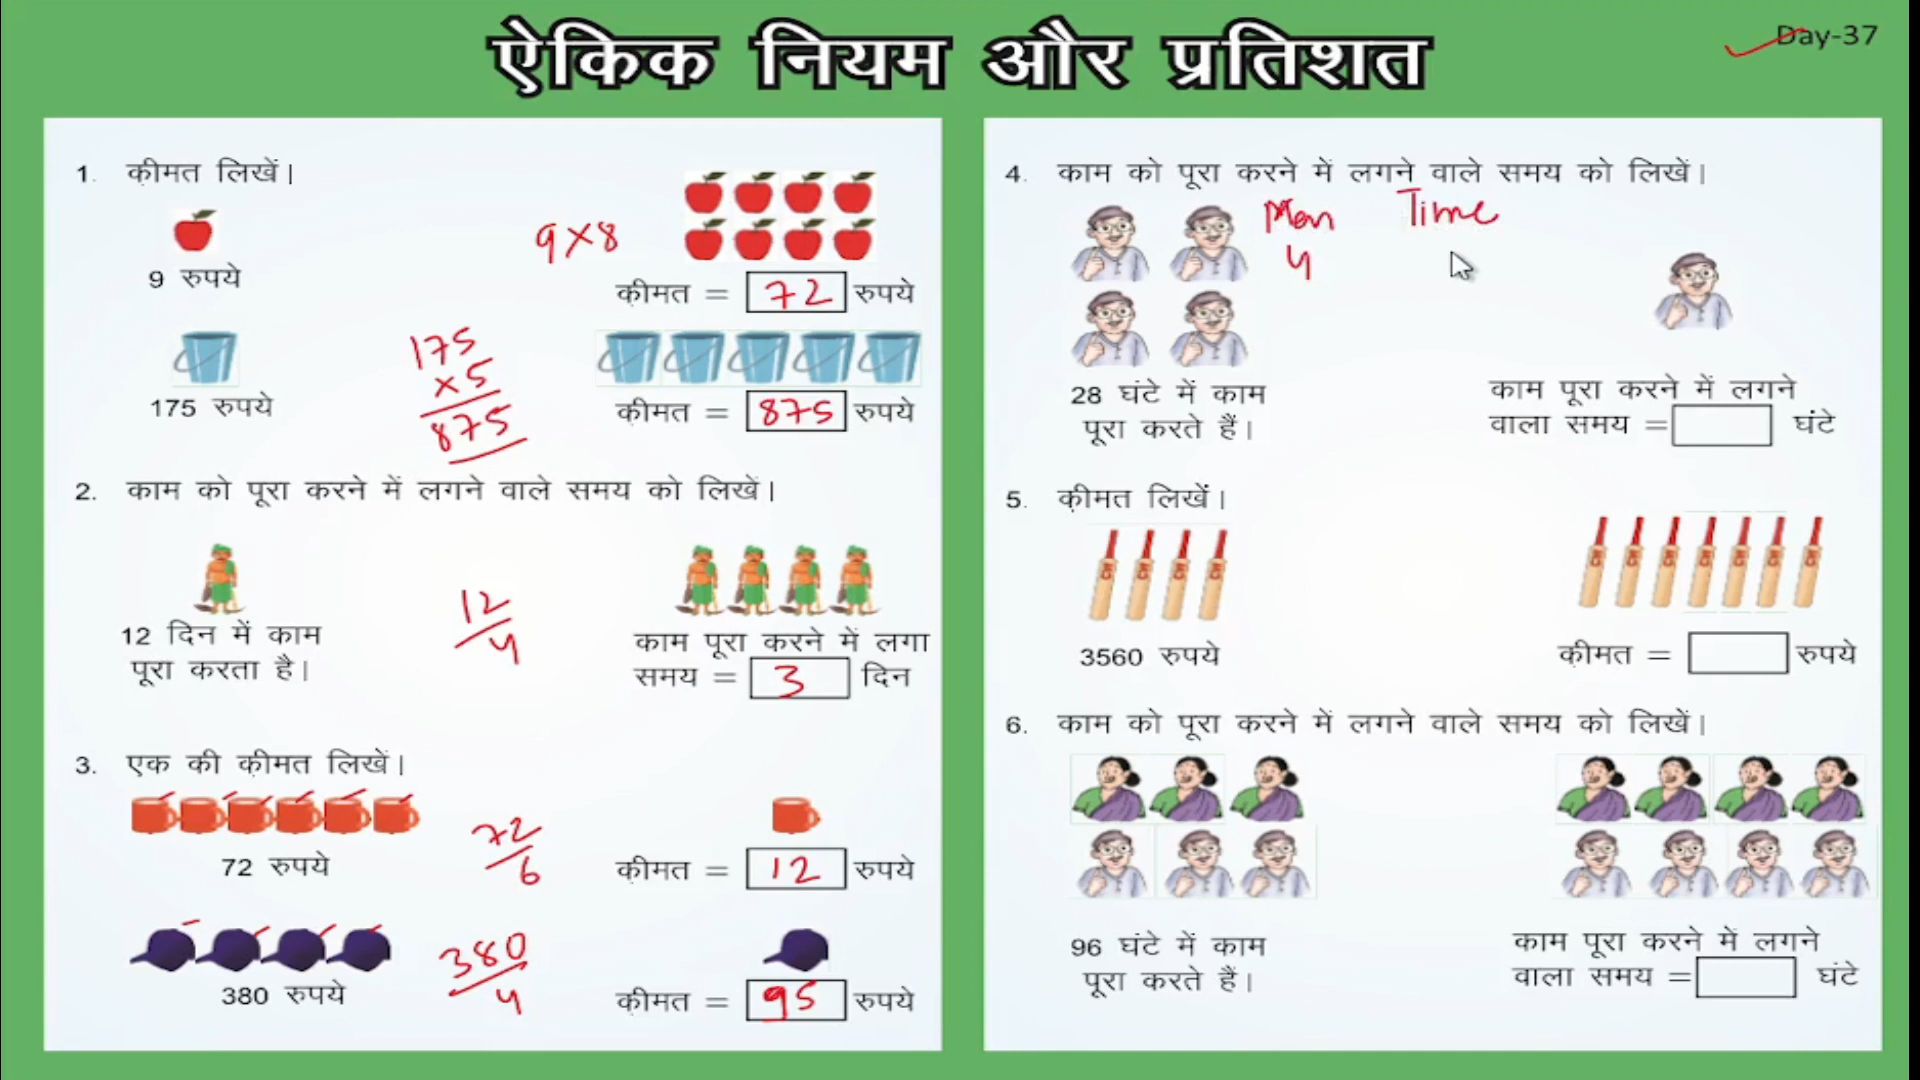 ऐकिक नियम और प्रतिशत
Day-37
1. क़ीमत लिखें।
9 रुपये
9 × 8
क़ीमत = 72 रुपये
175 रुपये
175
× 5
875
क़ीमत = 875 रुपये
2. काम को पूरा करने में लगने वाले समय को लिखें।
12 दिन में काम
पूरा करता है।
12
4
काम पूरा करने में लगा
समय = 3 दिन
3. एक की क़ीमत लिखें।
72 रुपये
72
6
क़ीमत = 12 रुपये
380 रुपये
380
4
क़ीमत = 95 रुपये
4. काम को पूरा करने में लगने वाले समय को लिखें।
Men Time
4
28 घंटे में काम
पूरा करते हैं।
काम पूरा करने में लगने
वाला समय = घंटे
5. क़ीमत लिखें।
3560 रुपये
क़ीमत = रुपये
6. काम को पूरा करने में लगने वाले समय को लिखें।
96 घंटे में काम
पूरा करते हैं।
काम पूरा करने में लगने
वाला समय = घंटे